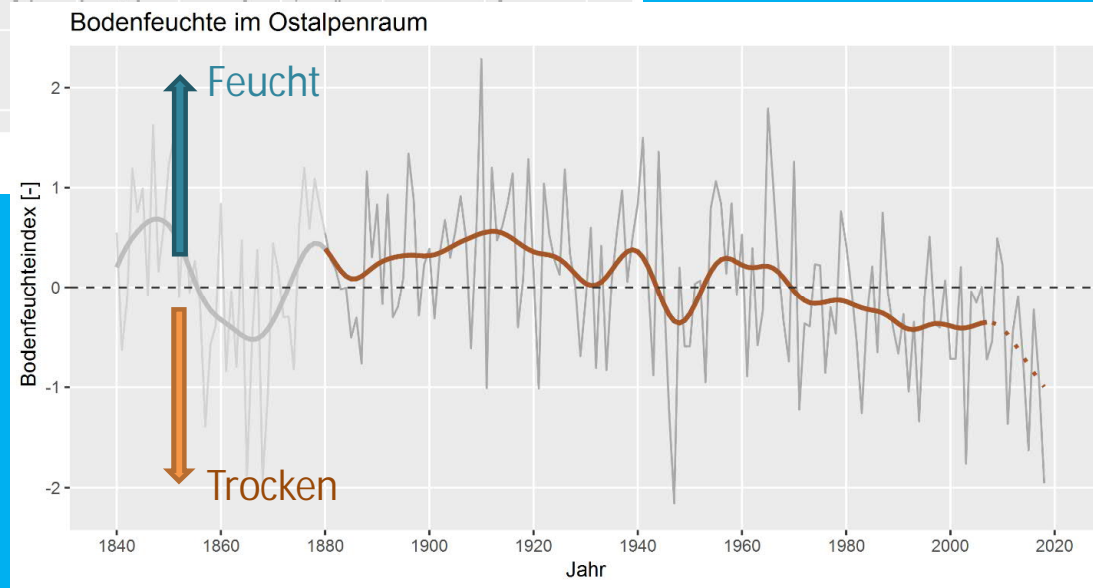 Bodenfeuchte im Ostalpenraum
Feucht
Trocken
Bodenfeuchteindex [-]
2
1
0
-1
-2
1840 1860 1880 1900 1920 1940 1960 1980 2000 2020
Jahr